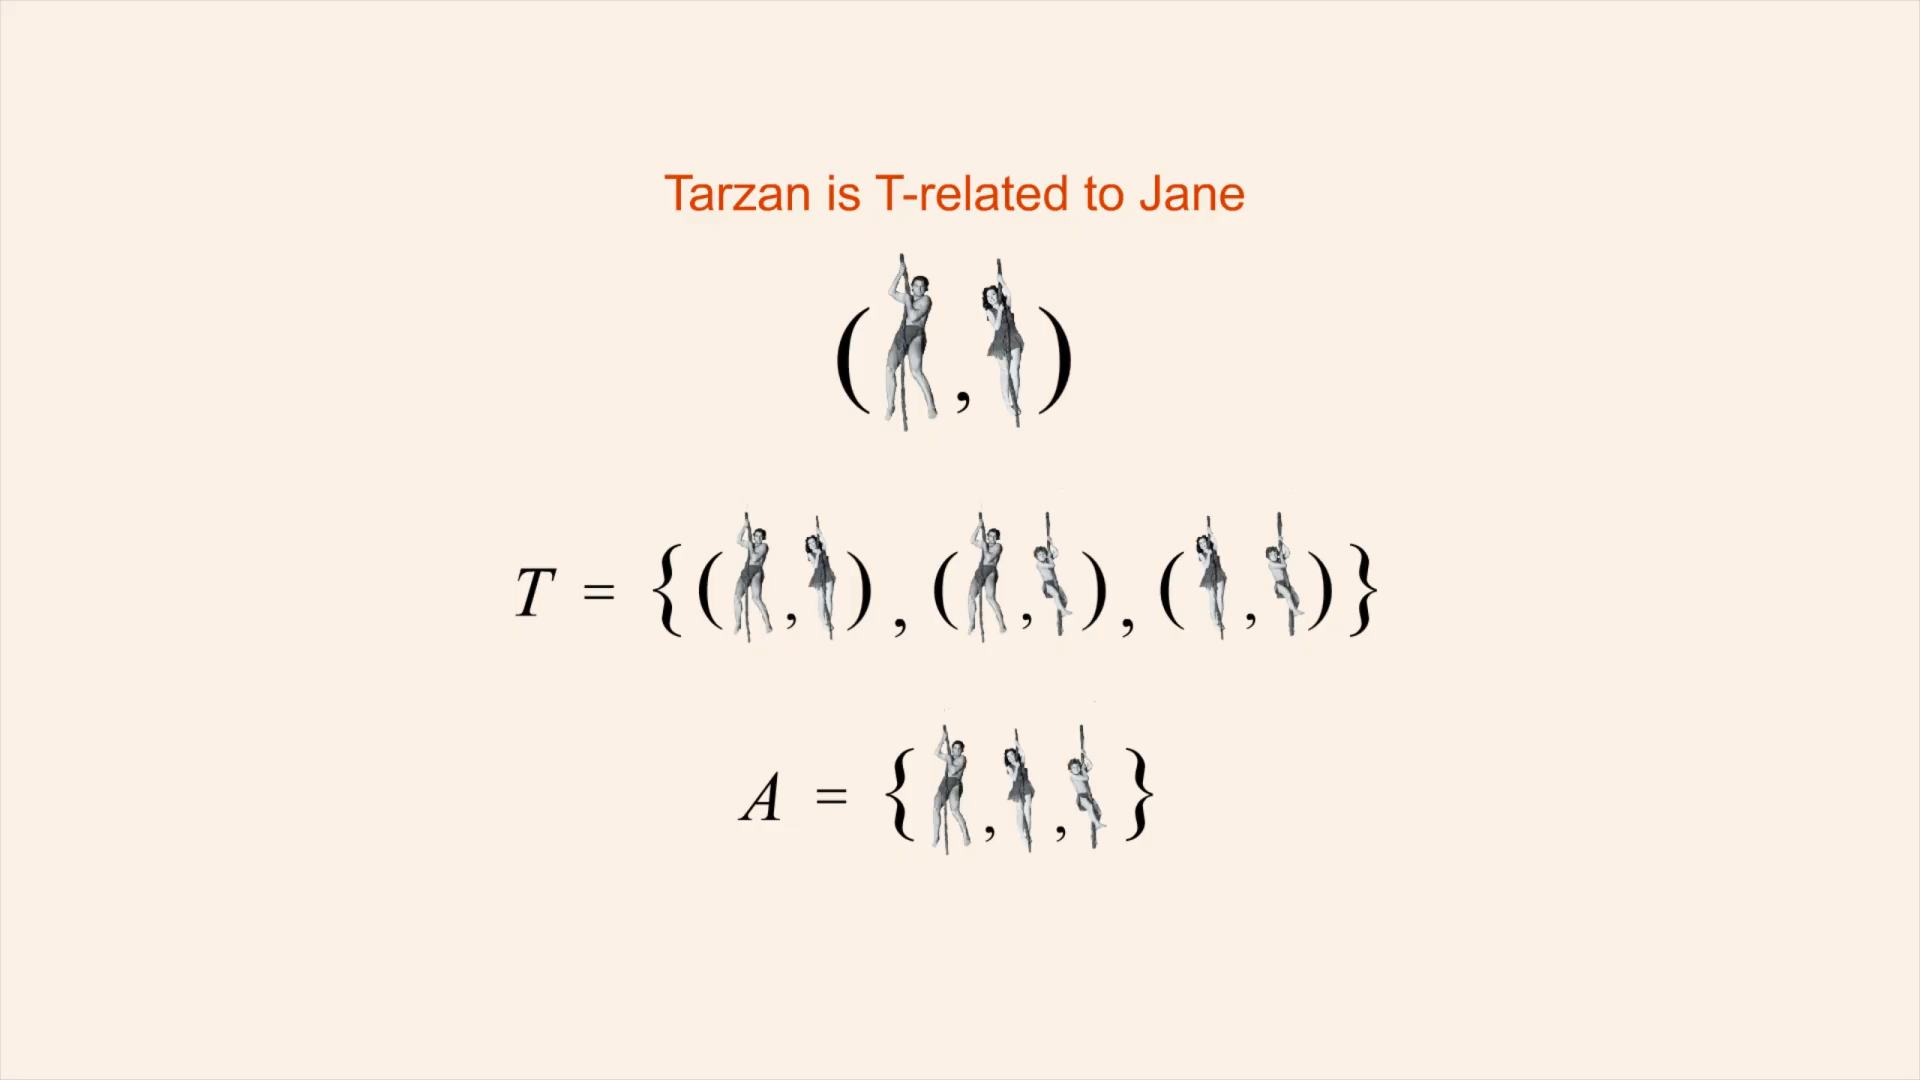 Tarzan is T-related to Jane
( , )
T = {( , ) , ( , ) , ( , )}
A = { , , }